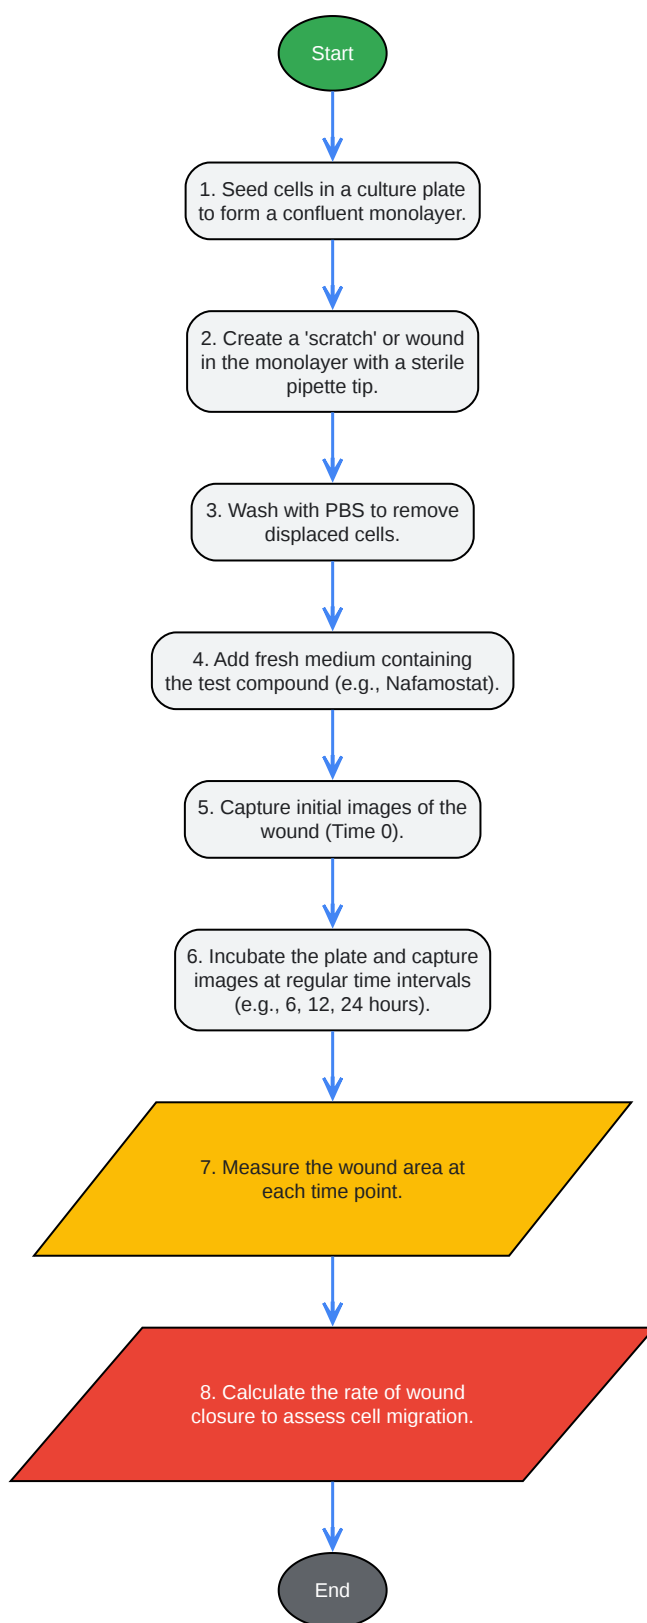 Start
1. Seed cells in a culture plate
to form a confluent monolayer.
2. Create a 'scratch' or wound
in the monolayer with a sterile
pipette tip.
3. Wash with PBS to remove
displaced cells.
4. Add fresh medium containing
the test compound (e.g., Nafamostat).
5. Capture initial images of the
wound (Time 0).
6. Incubate the plate and capture
images at regular time intervals
(e.g., 6, 12, 24 hours).
7. Measure the wound area at
each time point.
8. Calculate the rate of wound
closure to assess cell migration.
End